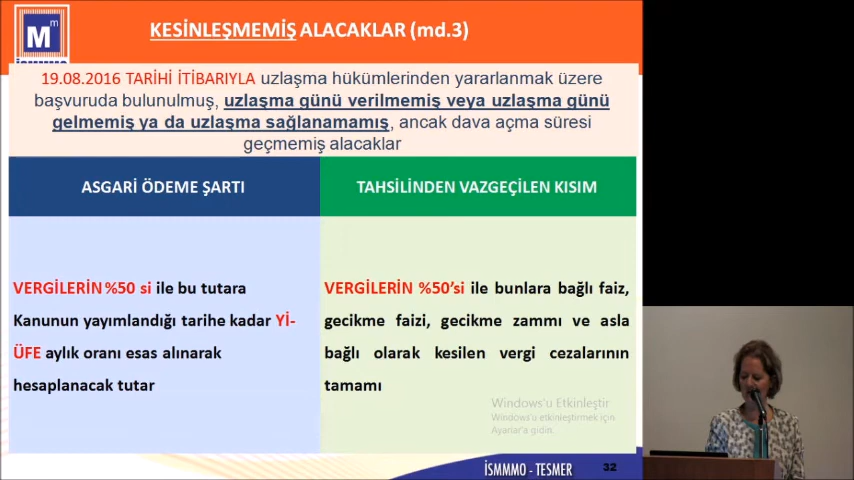 KESİNLEŞMEMİŞ ALACAKLAR (md.3)
Mm
İSMMMO
19.08.2016 TARİHİ İTİBARIYLA uzlaşma hükümlerinden yararlanmak üzere
başvuruda bulunulmuş, uzlaşma günü verilmemiş veya uzlaşma günü
gelmemiş ya da uzlaşma sağlanamamış, ancak dava açma süresi
geçmemiş alacaklar
ASGARİ ÖDEME ŞARTI
TAHSİLİNDEN VAZGEÇİLEN KISIM
VERGİLERİN %50 si ile bu tutara
Kanunun yayımlandığı tarihe kadar Yİ-
ÜFE aylık oranı esas alınarak
hesaplanacak tutar
VERGİLERİN %50’si ile bunlara bağlı faiz,
gecikme faizi, gecikme zammı ve asla
bağlı olarak kesilen vergi cezalarının
tamamı
Windows'u Etkinleştir
Windows'u etkinleştirmek için
Ayarlar'a gidin.
İSMMMO - TESMER
32